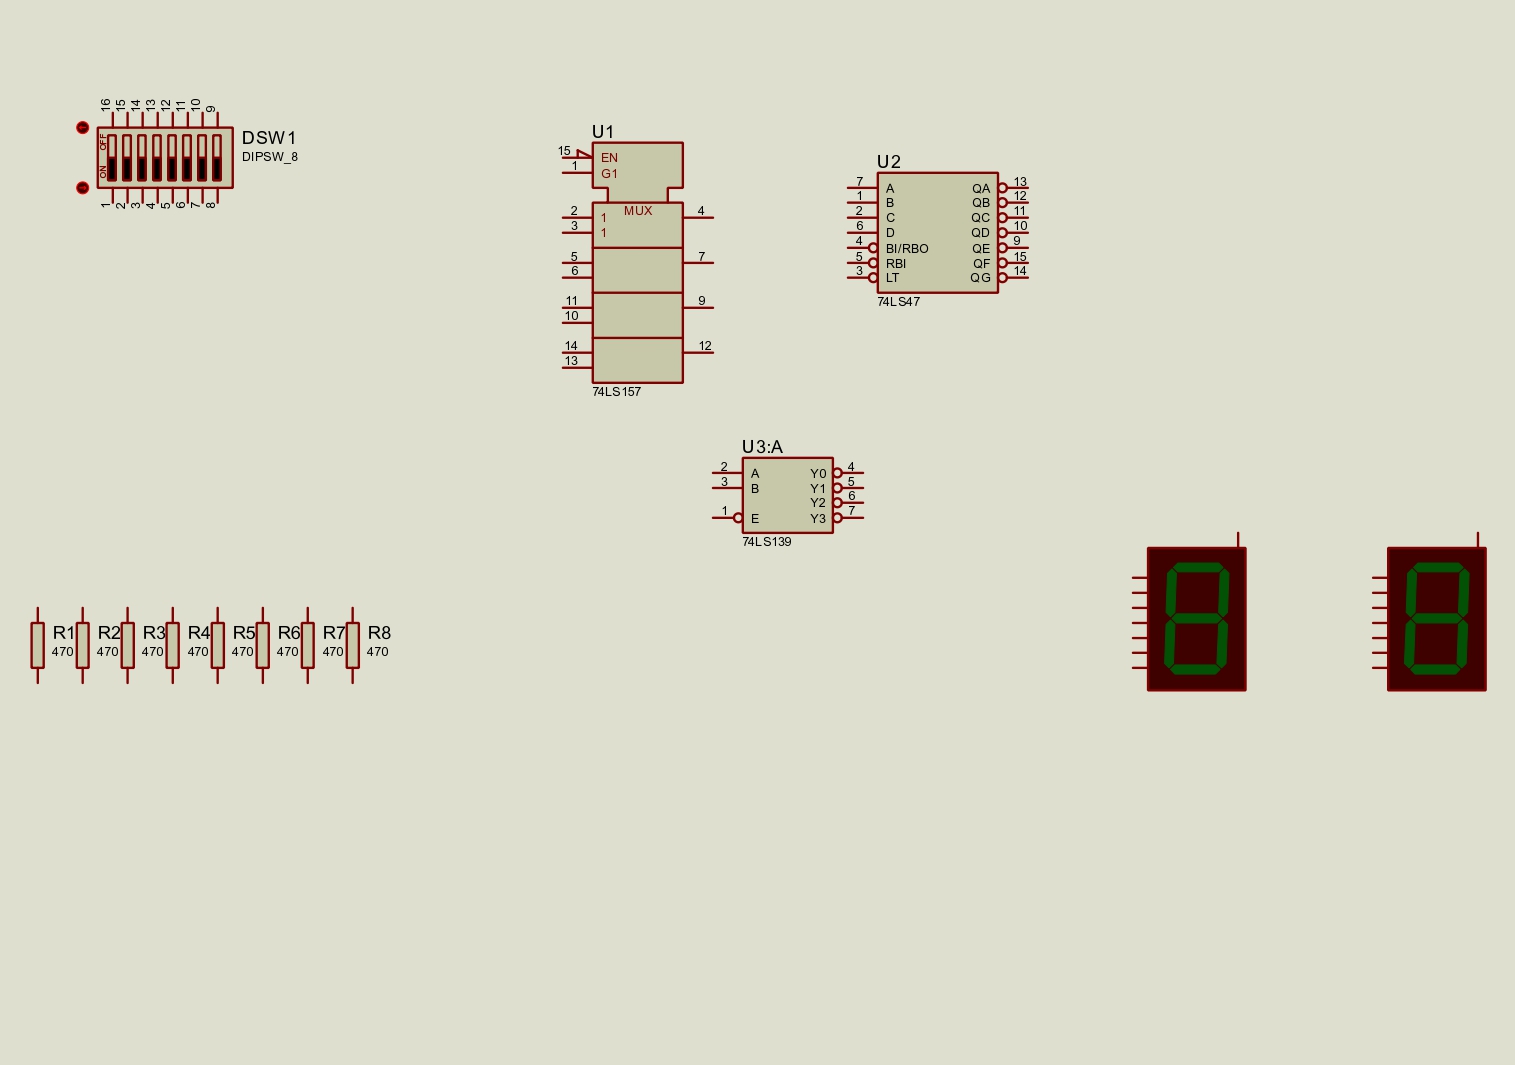 16 15 14 13 12 11 10 9
OFF
ON
1 2 3 4 5 6 7 8
DSW1
DIPSW_8
U1
15 EN
1 G1
MUX
2 1 4
3 1
5 7
6
11 9
10
14 12
13
74LS157
U2
7 A QA 13
1 B QB 12
2 C QC 11
6 D QD 10
4 BI/RBO QE 9
5 RBI QF 15
3 LT QG 14
74LS47
U3:A
2 A Y0 4
3 B Y1 5
Y2 6
1 E Y3 7
74LS139
R1 R2 R3 R4 R5 R6 R7 R8
470 470 470 470 470 470 470 470